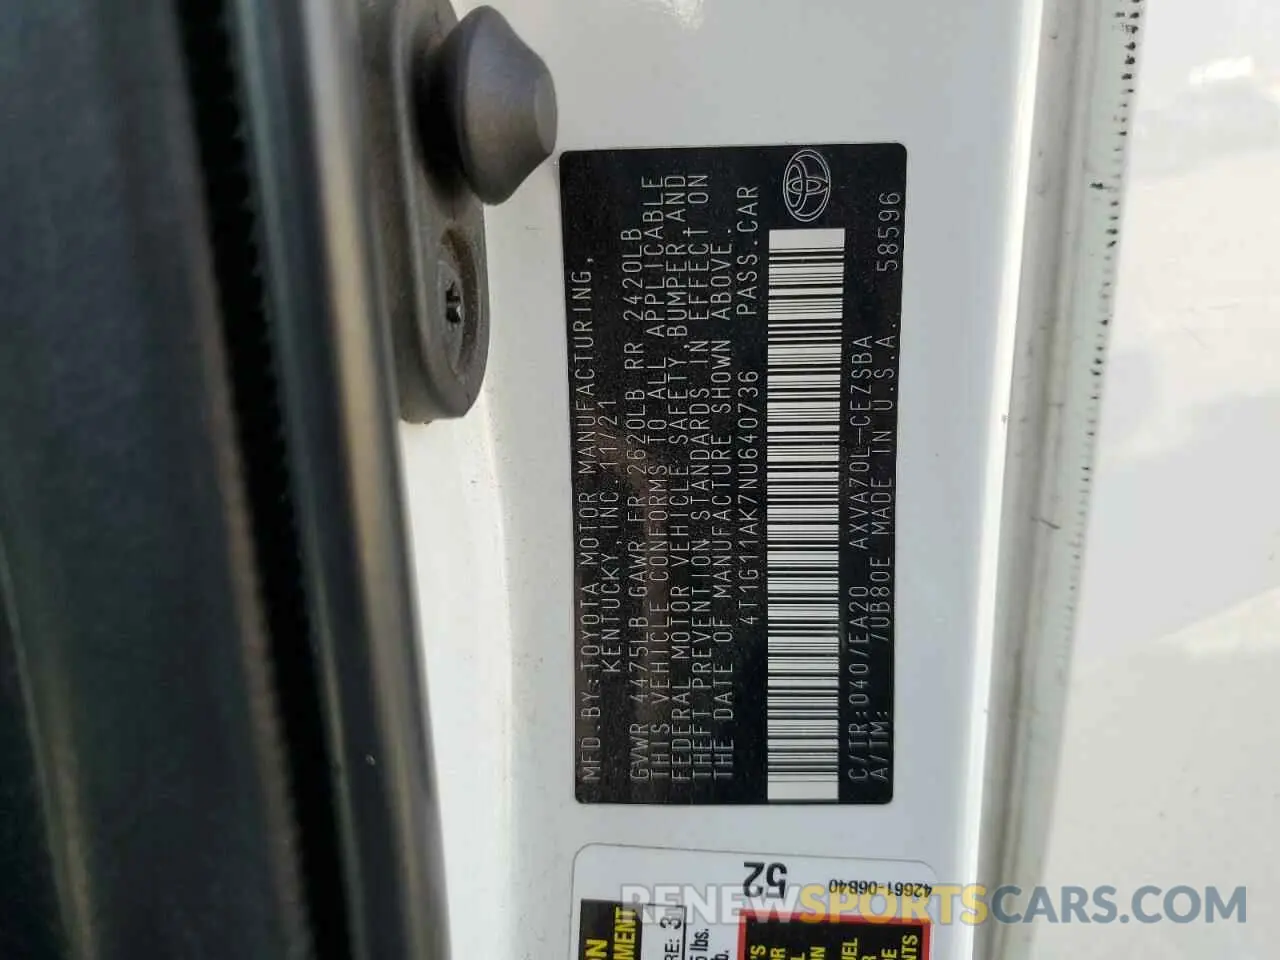 MFD.BY:TOYOTA MOTOR MANUFACTURING,
KENTUCKY, INC. 11/21
GVWR 4475LB GAWR FR 2620LB RR 2420LB
THIS VEHICLE CONFORMS TO ALL APPLICABLE
FEDERAL MOTOR VEHICLE SAFETY, BUMPER, AND
THEFT PREVENTION STANDARDS IN EFFECT ON
THE DATE OF MANUFACTURE SHOWN ABOVE.
4T1G11AK7NU640736 PASS.CAR
C/TR:040/EA20 AXVA70L-CEZSBA
A/TM: /UB80E MADE IN U.S.A. 58596
52
42661-06B40
RENEWSPORTSCARS.COM